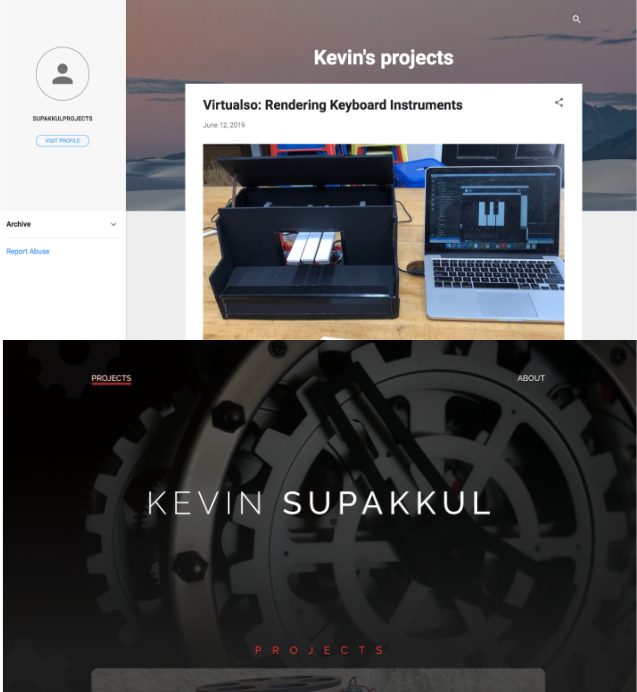 Kevin's projects
SUPAKKULPROJECTS
VISIT PROFILE
Virtualso: Rendering Keyboard Instruments
June 12, 2019
Archive
Report Abuse
PROJECTS
ABOUT
KEVIN SUPAKKUL
PROJECTS